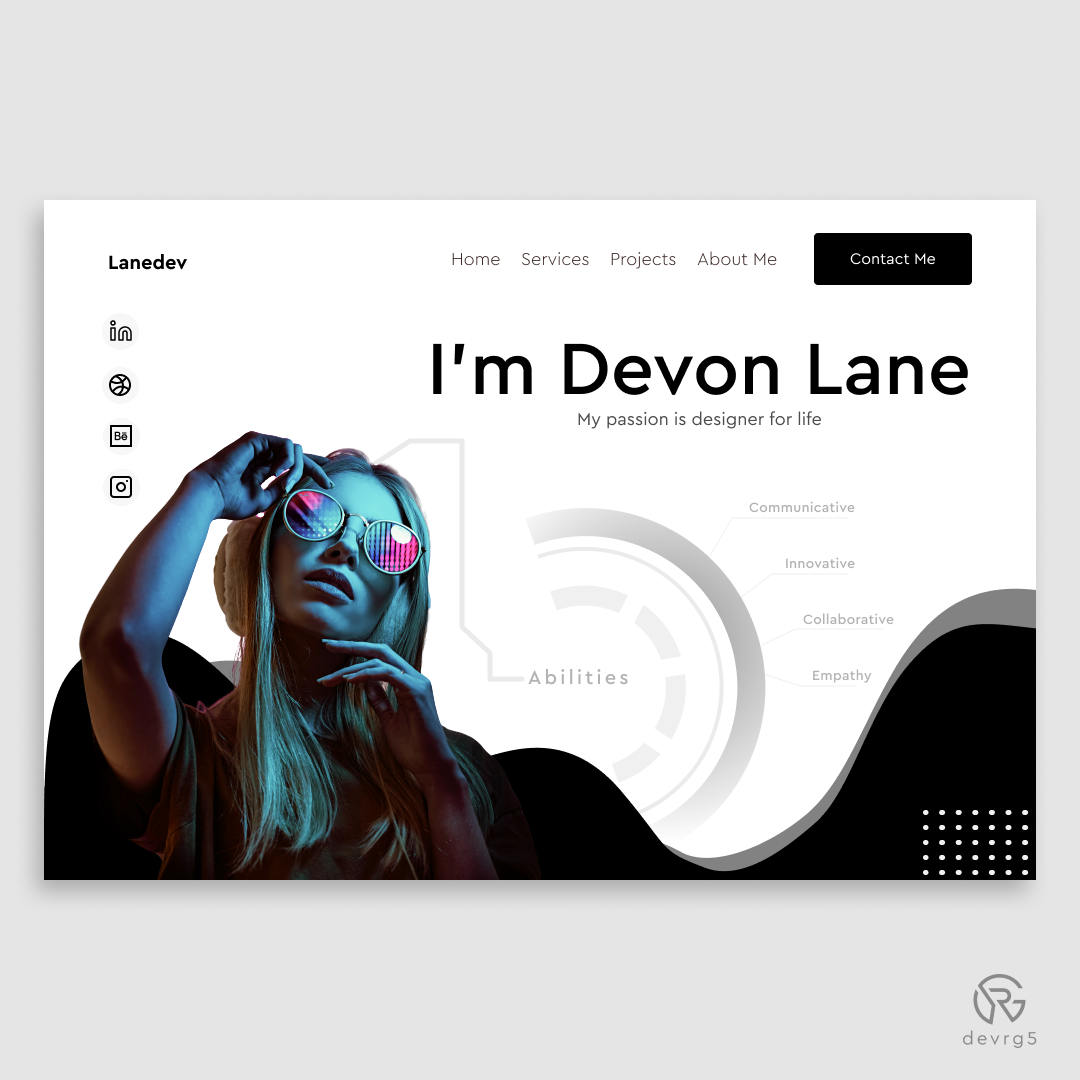 Lanedev
Home Services Projects About Me Contact Me
in
I'm Devon Lane
My passion is designer for life
Bē
Communicative
Innovative
Collaborative
Abilities
Empathy
devrg5